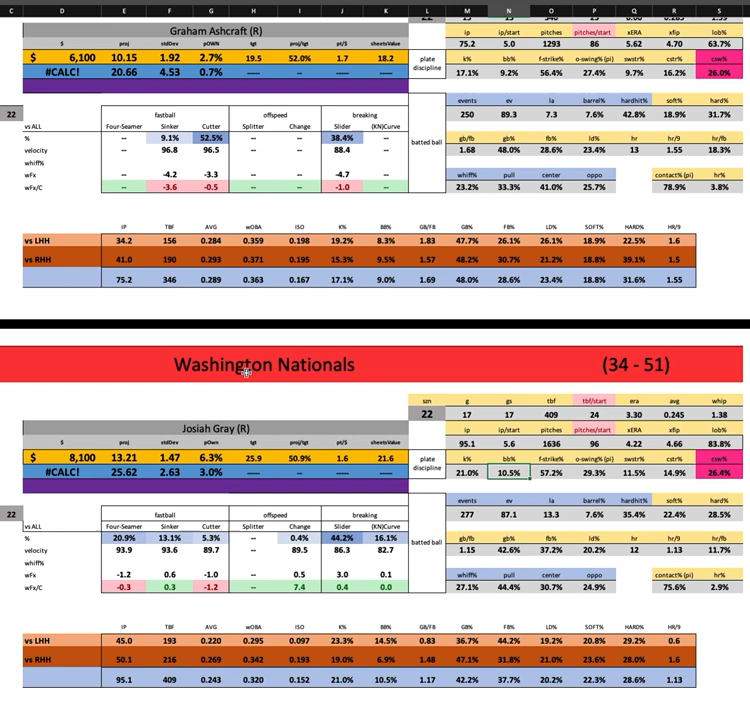 C D E F G H I J K L M N O P Q R S
22
Graham Ashcraft (R)
ip ip/start pitches pitches/start xERA xfip lob%
75.2 5.0 1293 86 5.62 4.70 63.7%
$ proj stdDev pOWN tgt proj/tgt pt/$ sheetsValue
$ 6,100 10.15 1.92 2.7% 19.5 52.0% 1.7 18.2
plate discipline
k% bb% f-strike% o-swing% (pi) swstr% cstr% csw%
#CALC! 20.66 4.53 0.7% ---- -- ---- ----
17.1% 9.2% 56.4% 27.4% 9.7% 16.2% 26.0%
events ev la barrel% hardhit% soft% hard%
250 89.3 7.3 7.6% 42.8% 18.9% 31.7%
22
fastball offspeed breaking
vs ALL Four-Seamer Sinker Cutter Splitter Change Slider (KN)Curve
% -- 9.1% 52.5% -- -- 38.4% --
batted ball
gb/fb gb% fb% ld% hr hr/9 hr/fb
velocity -- 96.8 96.5 -- -- 88.4 --
1.68 48.0% 28.6% 23.4% 13 1.55 18.3%
whiff%
wFx -- -4.2 -3.3 -- -- -4.7 --
whiff% pull center oppo contact% (pi) hr%
wFx/C -- -3.6 -0.5 -- -- -1.0 --
23.2% 33.3% 41.0% 25.7% 78.9% 3.8%
IP TBF AVG wOBA ISO K% BB% GB/FB GB% FB% LD% SOFT% HARD% HR/9
vs LHH 34.2 156 0.284 0.359 0.198 19.2% 8.3% 1.83 47.7% 26.1% 26.1% 18.9% 22.5% 1.6
vs RHH 41.0 190 0.293 0.371 0.195 15.3% 9.5% 1.57 48.2% 30.7% 21.2% 18.8% 39.1% 1.5
75.2 346 0.289 0.363 0.167 17.1% 9.0% 1.69 48.0% 28.6% 23.4% 18.8% 31.6% 1.55
Washington Nationals (34 - 51)
szn g gs tbf tbf/start era avg whip
22 17 17 409 24 3.30 0.245 1.38
Josiah Gray (R)
ip ip/start pitches pitches/start xERA xfip lob%
95.1 5.6 1636 96 4.22 4.66 83.8%
$ proj stdDev pOwn tgt proj/tgt pt/$ sheetsValue
$ 8,100 13.21 1.47 6.3% 25.9 50.9% 1.6 21.6
plate discipline
k% bb% f-strike% o-swing% (pi) swstr% cstr% csw%
#CALC! 25.62 2.63 3.0% ---- -- ---- ----
21.0% 10.5% 57.2% 29.3% 11.5% 14.9% 26.4%
events ev la barrel% hardhit% soft% hard%
277 87.1 13.3 7.6% 35.4% 22.4% 28.5%
22
fastball offspeed breaking
vs ALL Four-Seamer Sinker Cutter Splitter Change Slider (KN)Curve
% 20.9% 13.1% 5.3% -- 0.4% 44.2% 16.1%
batted ball
gb/fb gb% fb% ld% hr hr/9 hr/fb
velocity 93.9 93.6 89.7 -- 89.5 86.3 82.7
1.15 42.6% 37.2% 20.2% 12 1.13 11.7%
whiff%
wFx -1.2 0.6 -1.0 -- 0.5 3.0 0.1
whiff% pull center oppo contact% (pi) hr%
wFx/C -0.3 0.3 -1.2 -- 7.4 0.4 0.0
27.1% 44.4% 30.7% 24.9% 75.6% 2.9%
IP TBF AVG wOBA ISO K% BB% GB/FB GB% FB% LD% SOFT% HARD% HR/9
vs LHH 45.0 193 0.220 0.295 0.097 23.3% 14.5% 0.83 36.7% 44.2% 19.2% 20.8% 29.2% 0.6
vs RHH 50.1 216 0.269 0.342 0.193 19.0% 6.9% 1.48 47.1% 31.8% 21.0% 23.6% 28.0% 1.6
95.1 409 0.243 0.320 0.152 21.0% 10.5% 1.17 42.2% 37.7% 20.2% 22.3% 28.6% 1.13